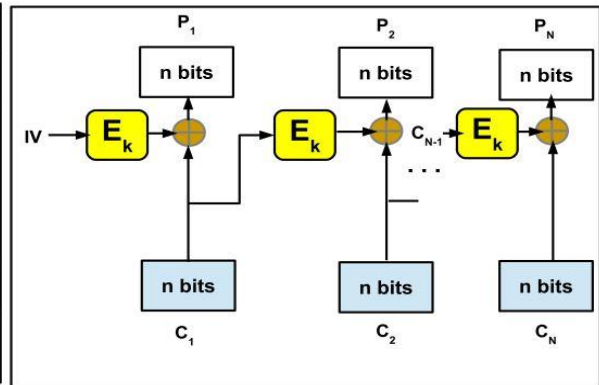 P1 P2 PN
n bits n bits n bits
IV Ek Ek CN-1 Ek
. . .
n bits n bits n bits
C1 C2 CN